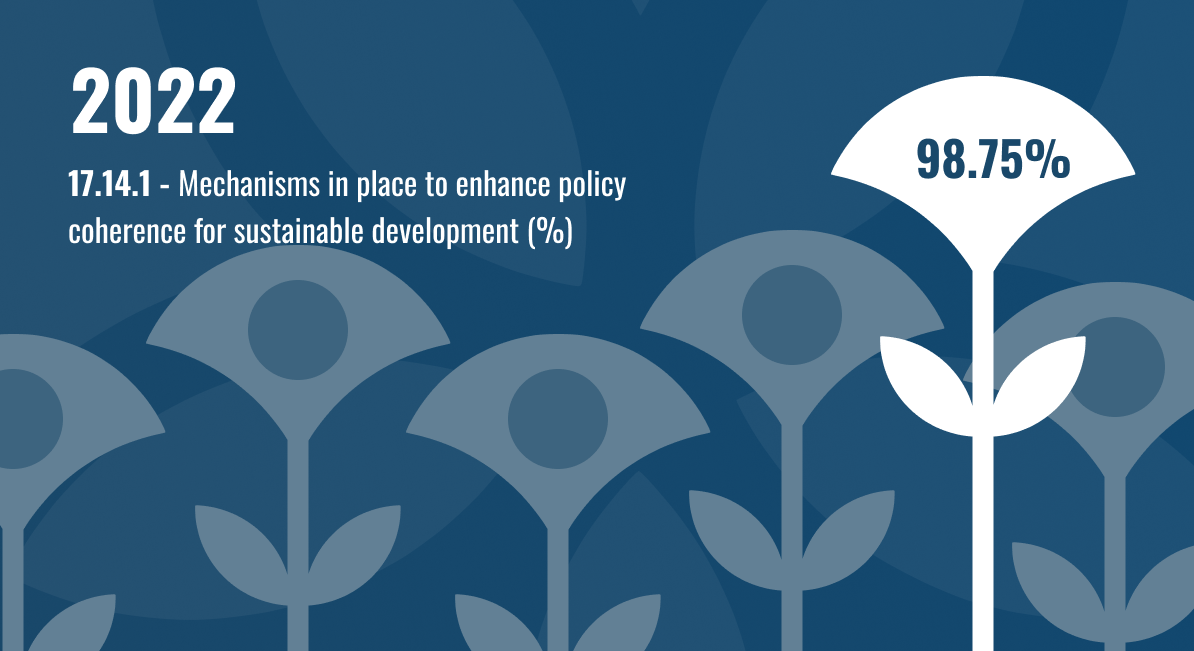 2022
17.14.1 - Mechanisms in place to enhance policy
coherence for sustainable development (%)
98.75%